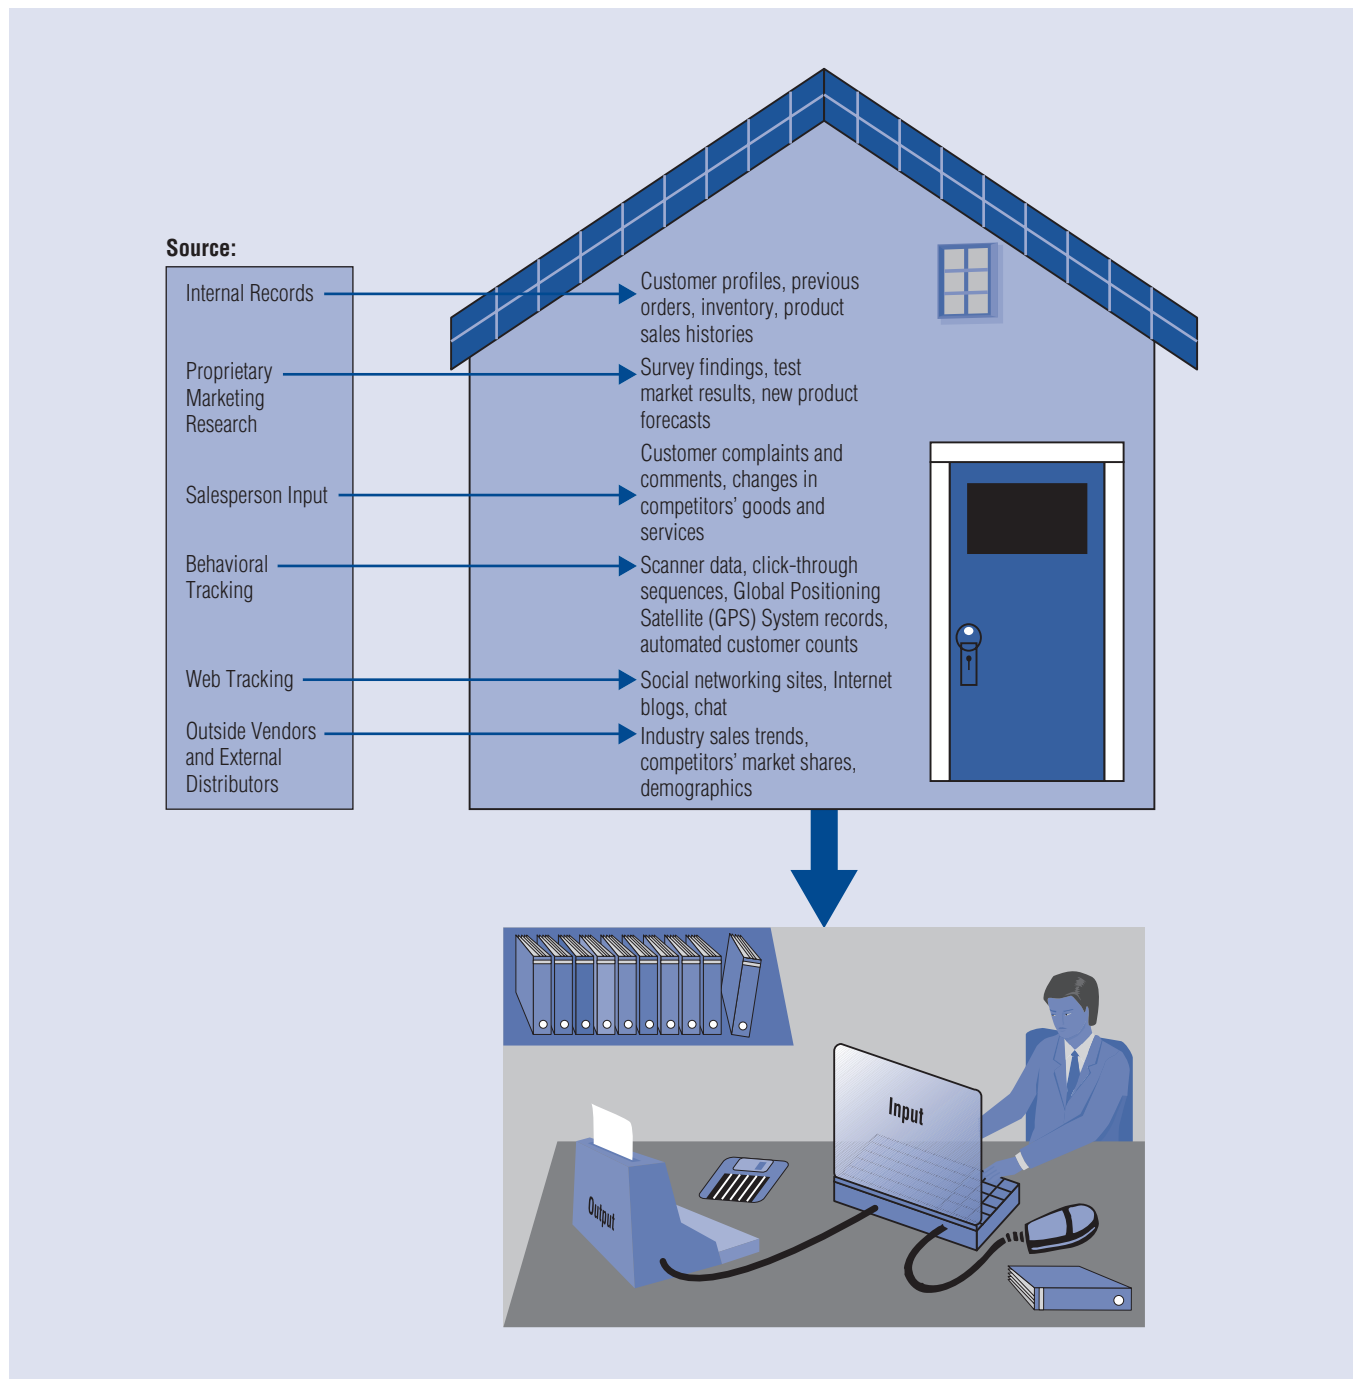 Source:
Internal Records
Customer profiles, previous
orders, inventory, product
sales histories
Proprietary
Marketing
Research
Survey findings, test
market results, new product
forecasts
Salesperson Input
Customer complaints and
comments, changes in
competitors’ goods and
services
Behavioral
Tracking
Scanner data, click-through
sequences, Global Positioning
Satellite (GPS) System records,
automated customer counts
Web Tracking
Social networking sites, Internet
blogs, chat
Outside Vendors
and External
Distributors
Industry sales trends,
competitors’ market shares,
demographics
Input
Output